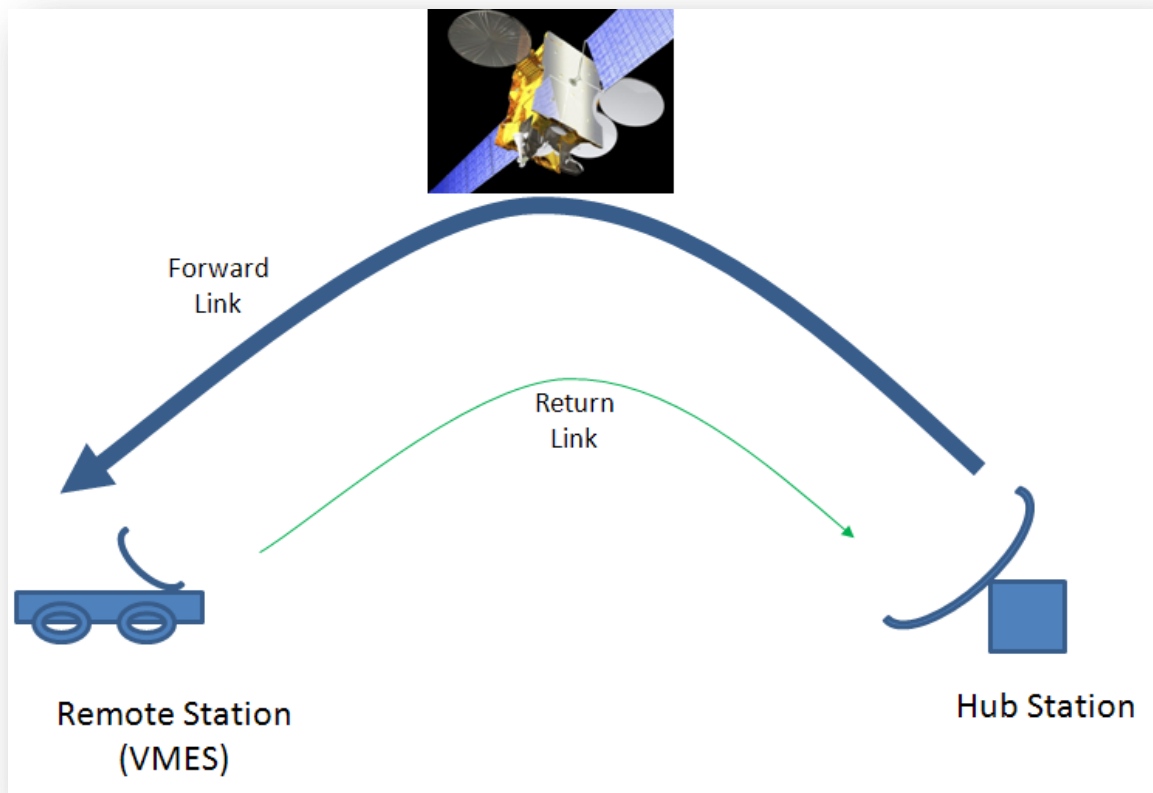 Forward
Link
Return
Link
Remote Station
(VMES)
Hub Station